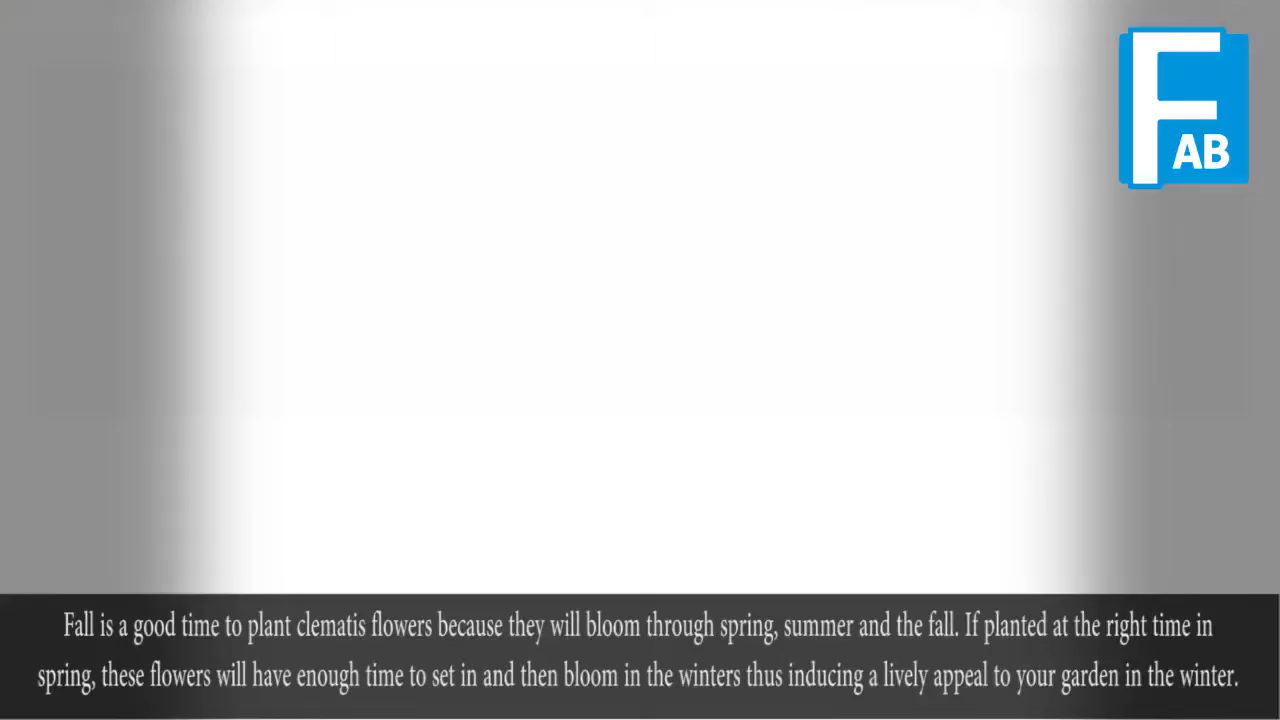 F
AB
Fall is a good time to plant clematis flowers because they will bloom through spring, summer and the fall. If planted at the right time in
spring, these flowers will have enough time to set in and then bloom in the winters thus inducing a lively appeal to your garden in the winter.